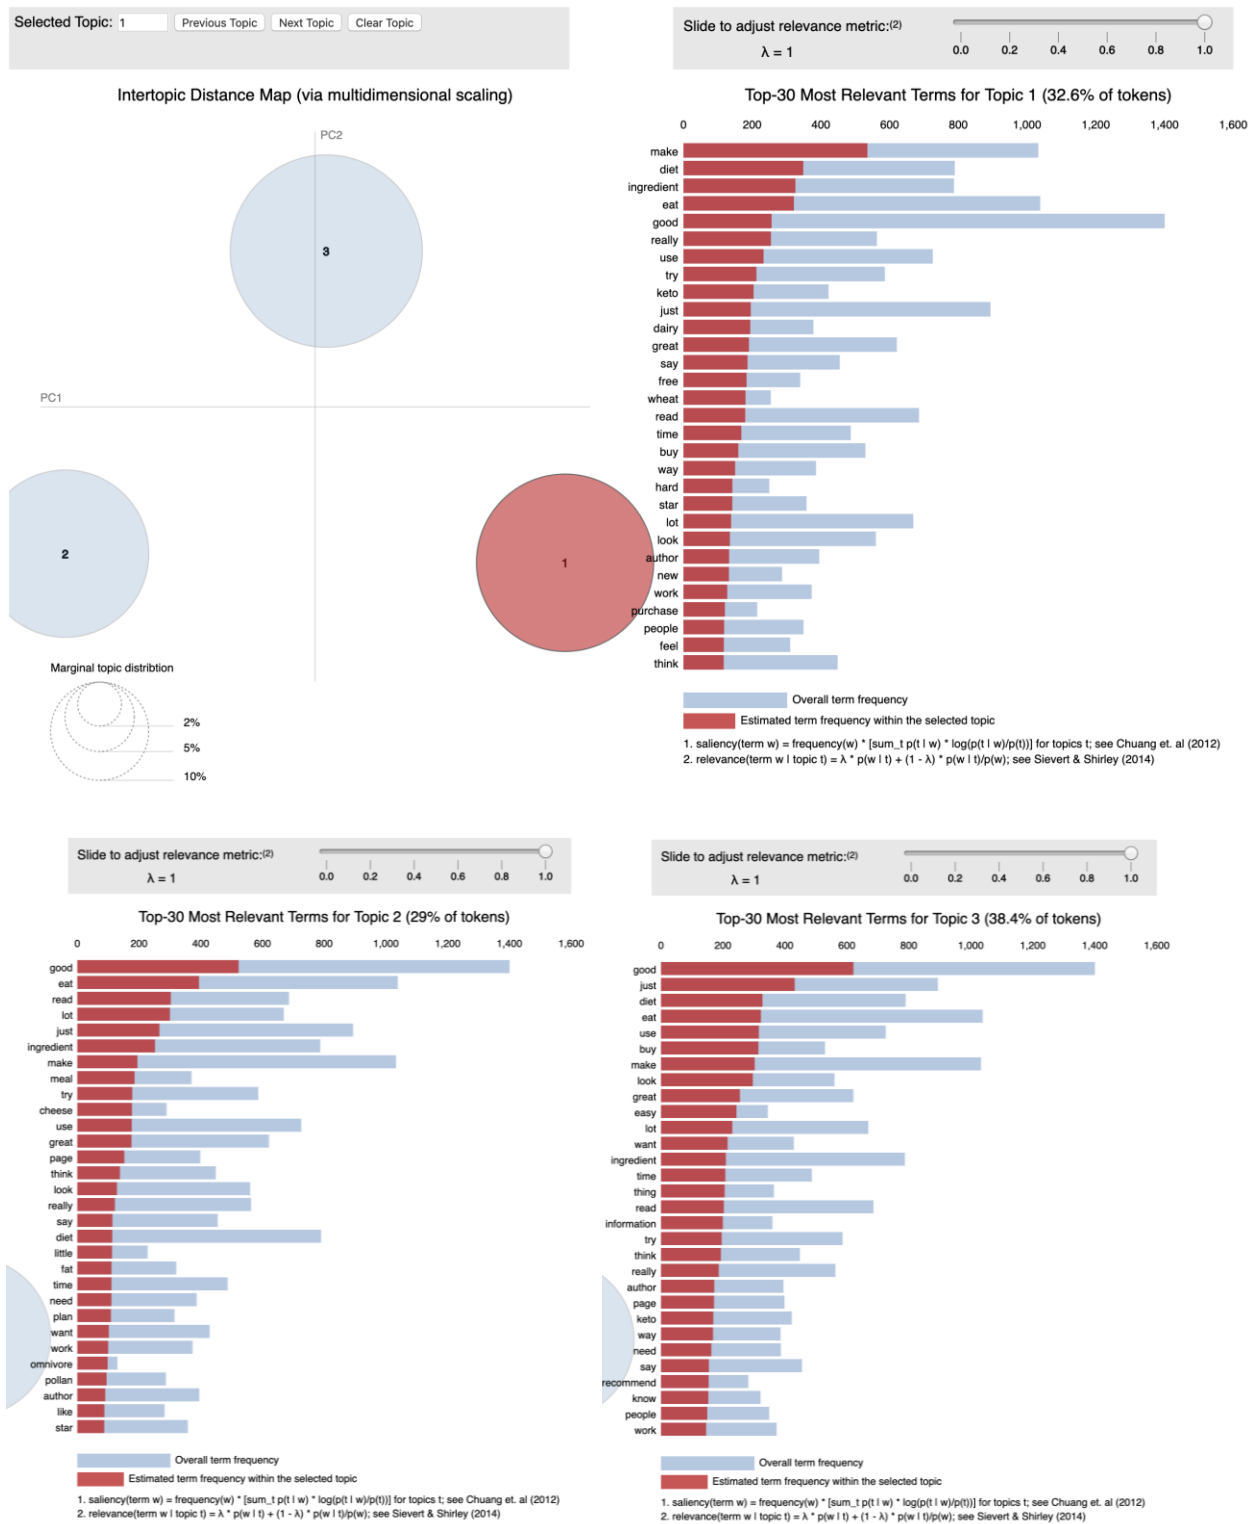 Selected Topic: 1 Previous Topic Next Topic Clear Topic
Slide to adjust relevance metric:(2)
λ = 1
0.0 0.2 0.4 0.6 0.8 1.0
Intertopic Distance Map (via multidimensional scaling)
PC2
3
PC1
2
1
Marginal topic distribtion
2%
5%
10%
Top-30 Most Relevant Terms for Topic 1 (32.6% of tokens)
0 200 400 600 800 1,000 1,200 1,400 1,600
make
diet
ingredient
eat
good
really
use
try
keto
just
dairy
great
say
free
wheat
read
time
buy
way
hard
star
lot
look
author
new
work
purchase
people
feel
think
Overall term frequency
Estimated term frequency within the selected topic
1. saliency(term w) = frequency(w) * [sum_t p(t | w) * log(p(t | w)/p(t))] for topics t; see Chuang et. al (2012)
2. relevance(term w | topic t) = λ * p(w | t) + (1 - λ) * p(w | t)/p(w); see Sievert & Shirley (2014)
Slide to adjust relevance metric:(2)
λ = 1
0.0 0.2 0.4 0.6 0.8 1.0
Top-30 Most Relevant Terms for Topic 2 (29% of tokens)
0 200 400 600 800 1,000 1,200 1,400 1,600
good
eat
read
lot
just
ingredient
make
meal
try
cheese
use
great
page
think
look
really
say
diet
little
fat
time
need
plan
want
work
omnivore
pollan
author
like
star
Overall term frequency
Estimated term frequency within the selected topic
1. saliency(term w) = frequency(w) * [sum_t p(t | w) * log(p(t | w)/p(t))] for topics t; see Chuang et. al (2012)
2. relevance(term w | topic t) = λ * p(w | t) + (1 - λ) * p(w | t)/p(w); see Sievert & Shirley (2014)
Slide to adjust relevance metric:(2)
λ = 1
0.0 0.2 0.4 0.6 0.8 1.0
Top-30 Most Relevant Terms for Topic 3 (38.4% of tokens)
0 200 400 600 800 1,000 1,200 1,400 1,600
good
just
diet
eat
use
buy
make
look
great
easy
lot
want
ingredient
time
thing
read
information
try
think
really
author
page
keto
way
need
say
recommend
know
people
work
Overall term frequency
Estimated term frequency within the selected topic
1. saliency(term w) = frequency(w) * [sum_t p(t | w) * log(p(t | w)/p(t))] for topics t; see Chuang et. al (2012)
2. relevance(term w | topic t) = λ * p(w | t) + (1 - λ) * p(w | t)/p(w); see Sievert & Shirley (2014)